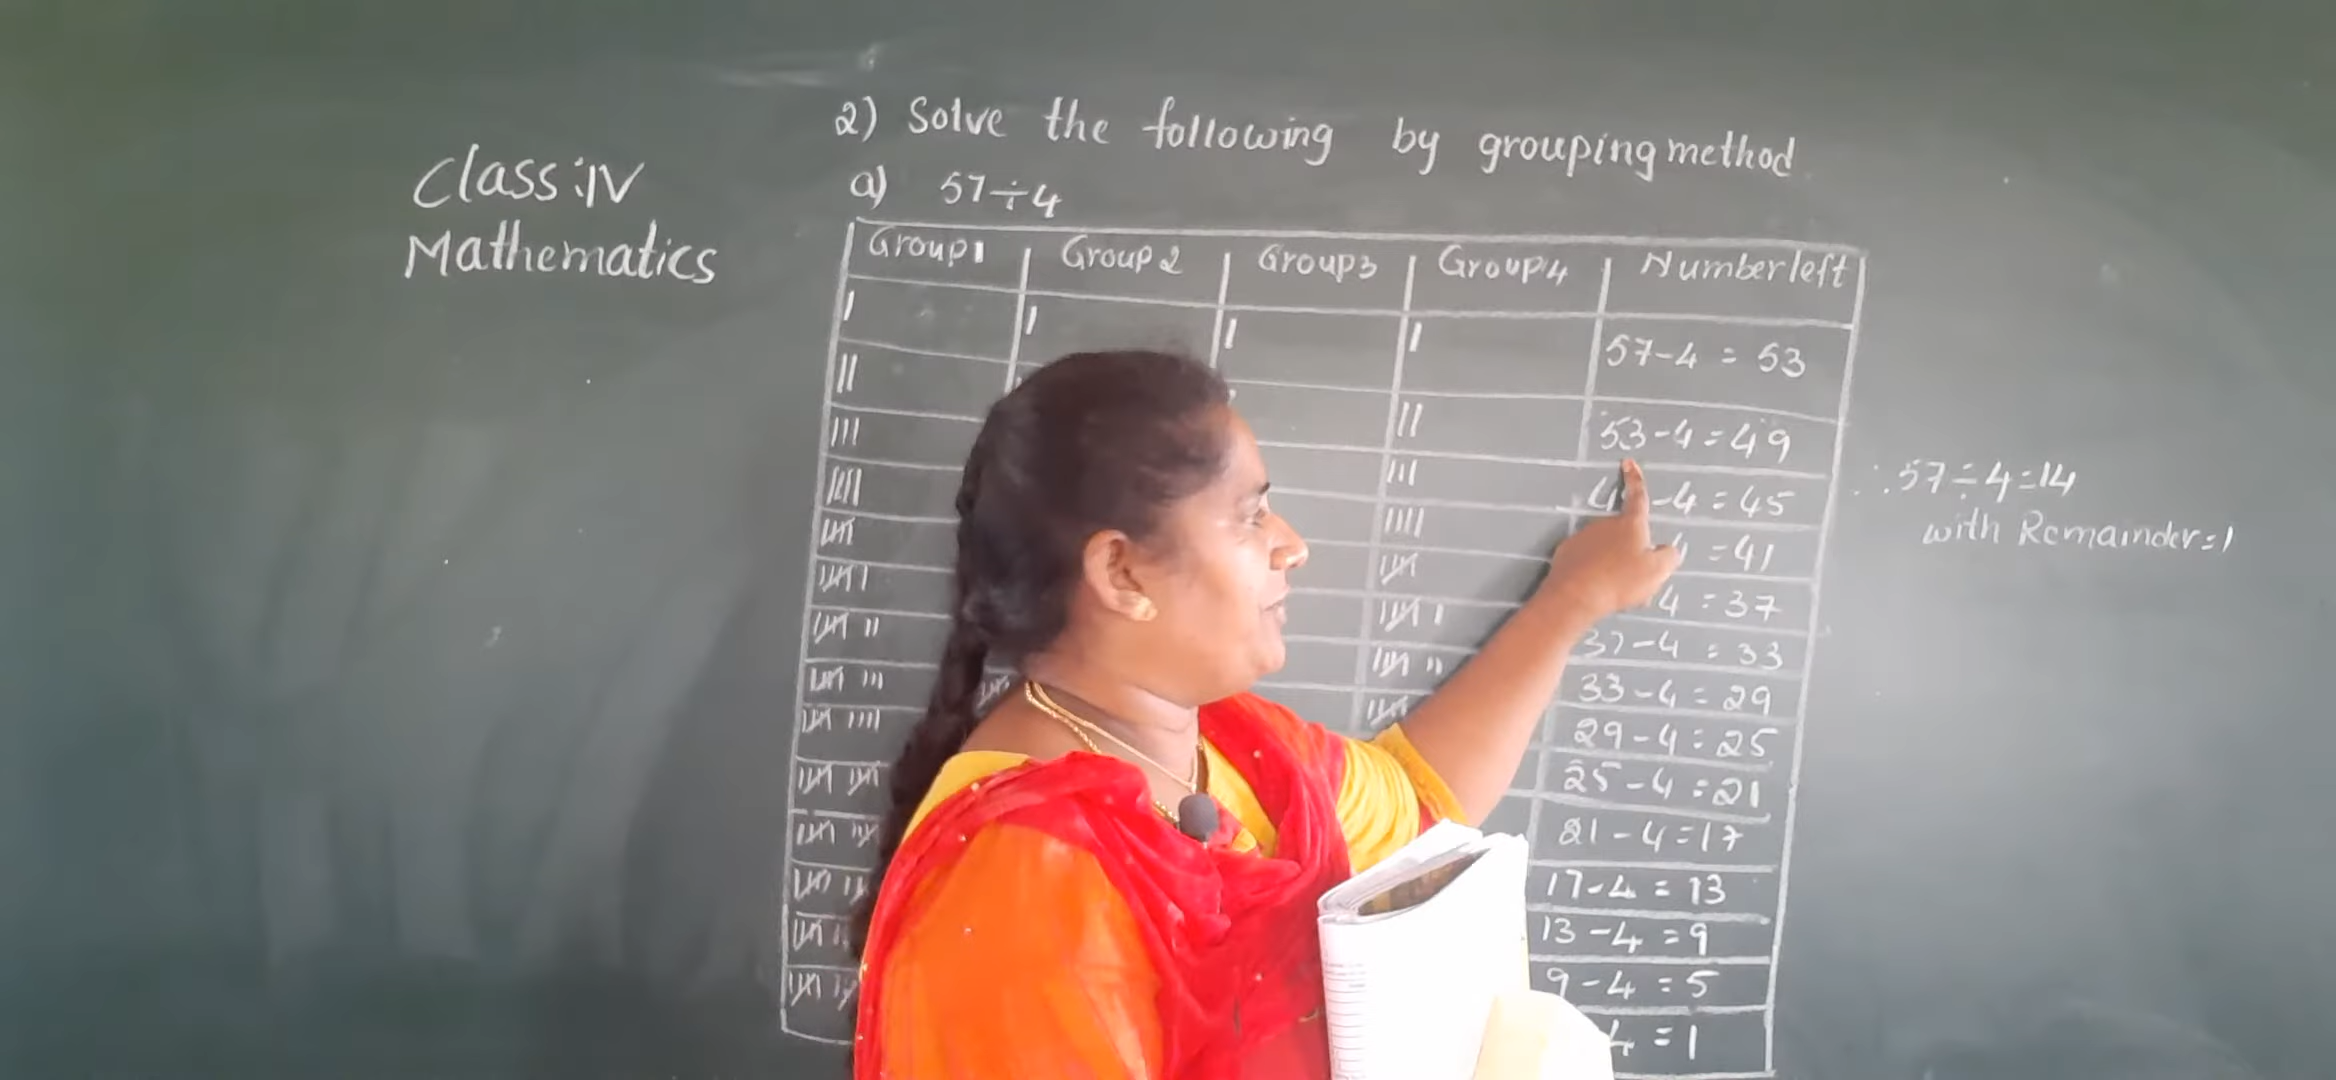 Class:IV
Mathematics
2) Solve the following by grouping method
a) 57÷4
Group1 Group2 Group3 Group4 Number left
57-4 = 53
53-4=49
-4=45
4 =41
4 =37
37-4 =33
33-4=29
29-4=25
25-4=21
21-4=17
17-4=13
13-4=9
9-4=5
4=1
∴57÷4=14
with Remainder=1